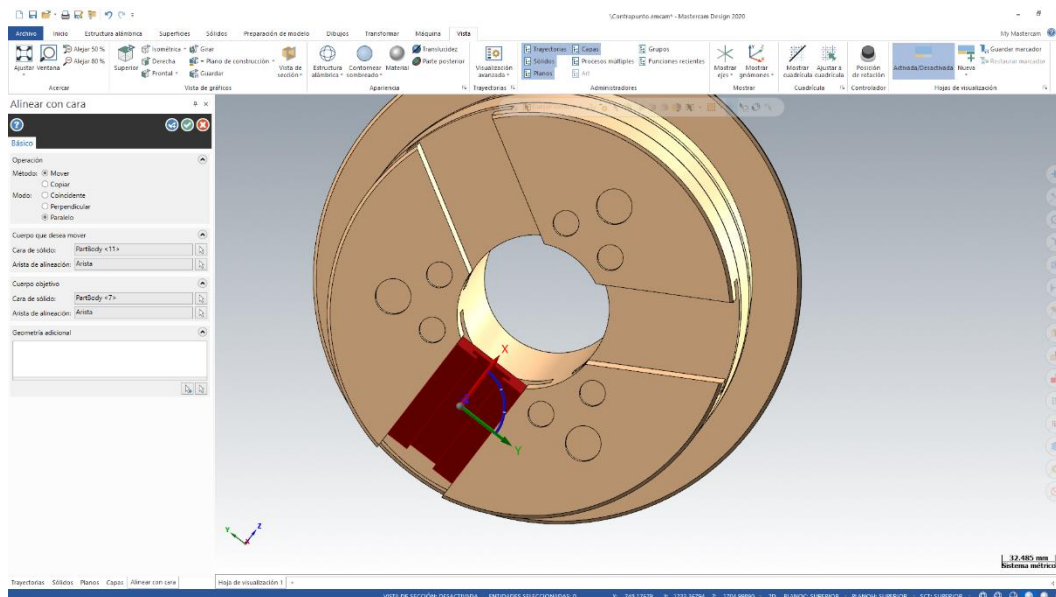 \Contrapunto.emcam* - Mastercam Design 2020
Archivo Inicio Estructura alámbrica Superficies Sólidos Preparación de modelo Dibujos Transformar Máquina Vista My Mastercam
Ajustar Ventana
Alejar 50 %
Alejar 80 %
Acercar
Superior
Isométrica
Derecha
Frontal
Girar
Plano de construcción
Guardar
Vista de sección
Vista de gráficos
Estructura alámbrica
Contornear sombreado
Material
Translucidez
Parte posterior
Apariencia
Visualización avanzada
Trayectorias
Trayectorias
Sólidos
Planos
Capas
Procesos múltiples
Art
Grupos
Funciones recientes
Administradores
Mostrar ejes
Mostrar gnómones
Mostrar
Mostrar cuadrícula
Ajustar a cuadrícula
Cuadrícula
Posición de rotación
Controlador
Activada/Desactivada
Nueva
Guardar marcador
Restaurar marcador
Hojas de visualización
Alinear con cara
Básico
Operación
Método: Mover
Copiar
Modo: Coincidente
Perpendicular
Paralelo
Cuerpo que desea mover
Cara de sólido: PartBody <11>
Arista de alineación: Arista
Cuerpo objetivo
Cara de sólido: PartBody <7>
Arista de alineación: Arista
Geometría adicional
X
Y
Y Z
X
32.485 mm
Sistema métrico
Trayectorias Sólidos Planos Capas Alinear con cara
Hoja de visualización 1 +
VISTA DE SECCIÓN: DESACTIVADA ENTIDADES SELECCIONADAS: 0